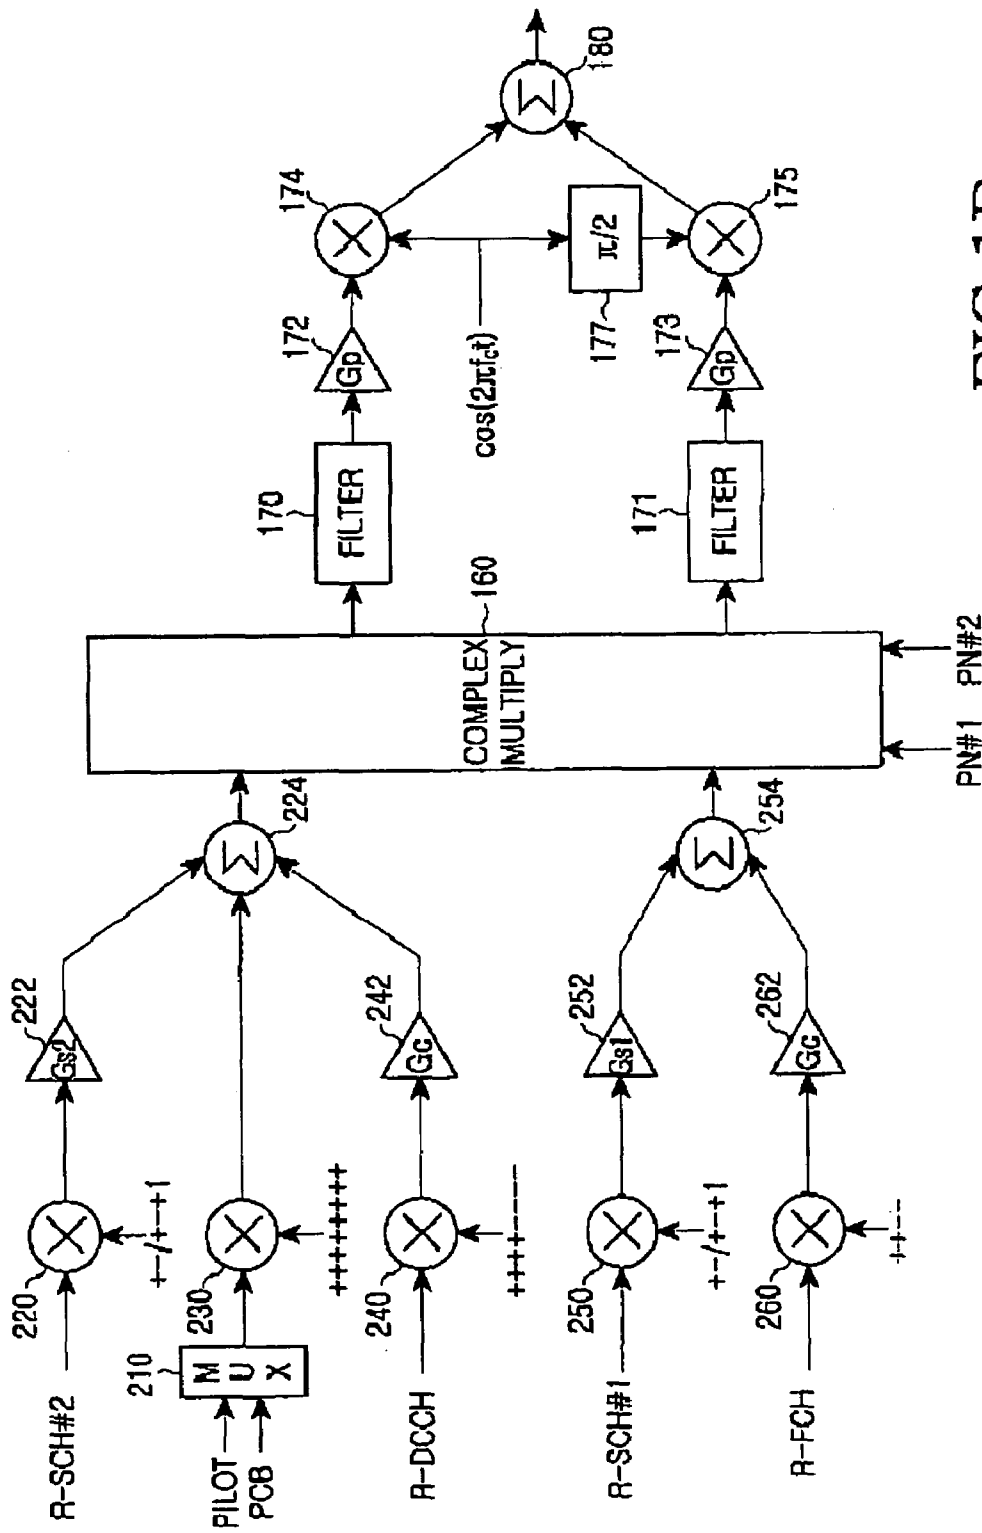 R-SCH#2
220
+-/+--+1
222
Gs2
PILOT
PCB
210
M
U
X
230
++++++++
224
Σ
R-DCCH
240
++++----
242
Gc
R-SCH#1
250
+-/+--+1
252
Gs1
R-FCH
260
++--
262
Gc
254
Σ
COMPLEX
MULTIPLY
160
PN#1
PN#2
170
FILTER
172
Gp
174
cos(2πfct)
177
π/2
171
FILTER
173
Gp
175
Σ
180